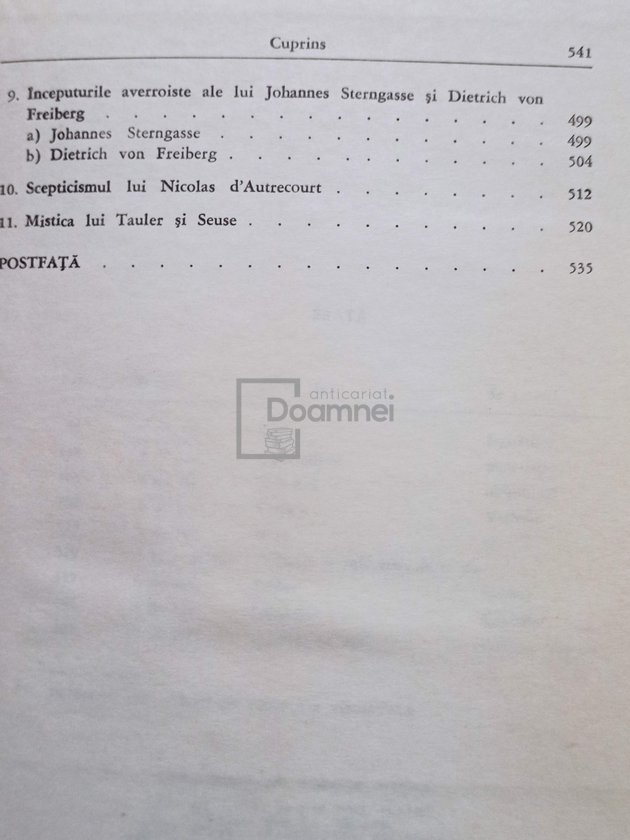 Cuprins 541
9. Inceputurile averroiste ale lui Johannes Sterngasse şi Dietrich von
Freiberg . . . . . . . . . . . . . 499
a) Johannes Sterngasse . . . . . . . . . . 499
b) Dietrich von Freiberg . . . . . . . . . . 504
10. Scepticismul lui Nicolas d'Autrecourt . . . . . . . 512
11. Mistica lui Tauler şi Seuse . . . . . . . . . . 520
POSTFAŢĂ . . . . . . . . . . . . . . 535
anticariat.
Doamnei